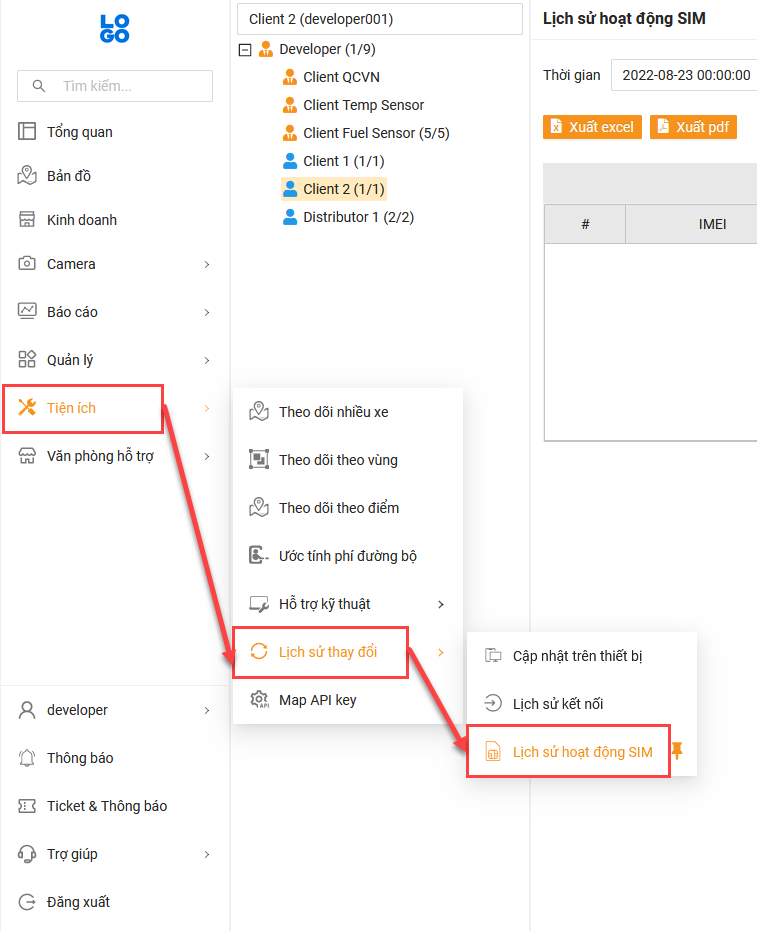 LO
GO
Tìm kiếm...
Tổng quan
Bản đồ
Kinh doanh
Camera
Báo cáo
Quản lý
Tiện ích
Văn phòng hỗ trợ
developer
Thông báo
Ticket & Thông báo
Trợ giúp
Đăng xuất
Client 2 (developer001)
Developer (1/9)
Client QCVN
Client Temp Sensor
Client Fuel Sensor (5/5)
Client 1 (1/1)
Client 2 (1/1)
Distributor 1 (2/2)
Theo dõi nhiều xe
Theo dõi theo vùng
Theo dõi theo điểm
Ước tính phí đường bộ
Hỗ trợ kỹ thuật
Lịch sử thay đổi
API
Map API key
Cập nhật trên thiết bị
Lịch sử kết nối
Lịch sử hoạt động SIM
Lịch sử hoạt động SIM
Thời gian
2022-08-23 00:00:00
Xuất excel
Xuất pdf
#
IMEI